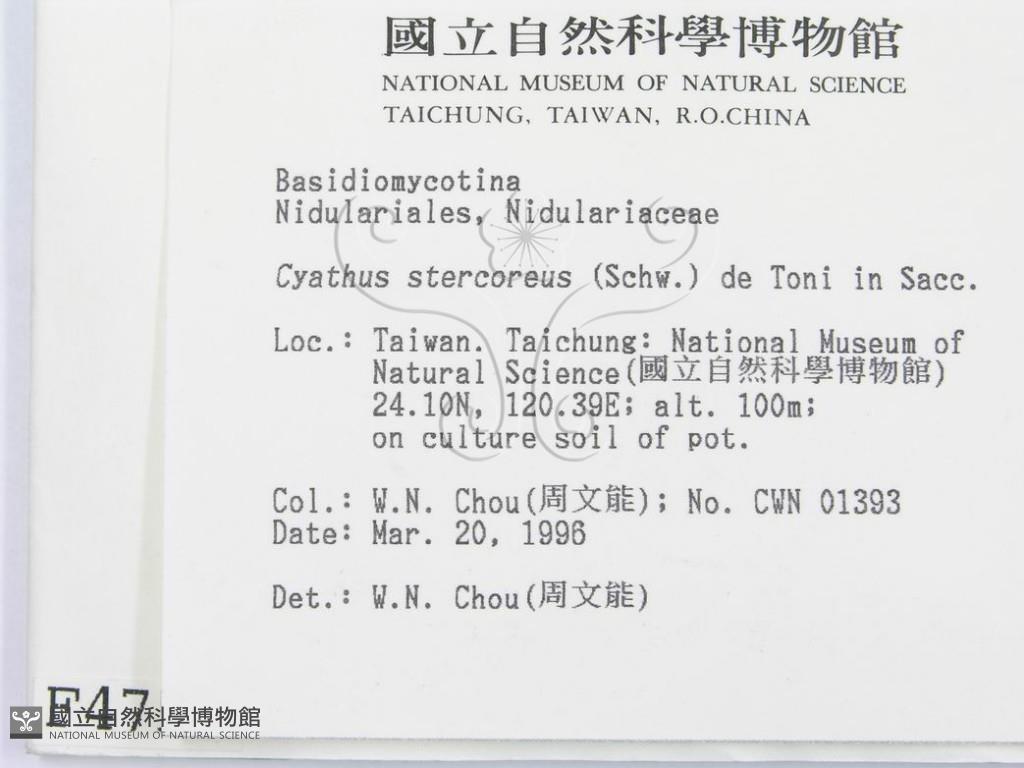 國立自然科學博物館
NATIONAL MUSEUM OF NATURAL SCIENCE
TAICHUNG, TAIWAN, R.O.CHINA
Basidiomycotina
Nidulariales, Nidulariaceae
Cyathus stercoreus (Schw.) de Toni in Sacc.
Loc.: Taiwan. Taichung: National Museum of
Natural Science(國立自然科學博物館)
24.10N, 120.39E; alt. 100m;
on culture soil of pot.
Col.: W.N. Chou(周文能); No. CWN 01393
Date: Mar. 20, 1996
Det.: W.N. Chou(周文能)
國立自然科學博物館
NATIONAL MUSEUM OF NATURAL SCIENCE